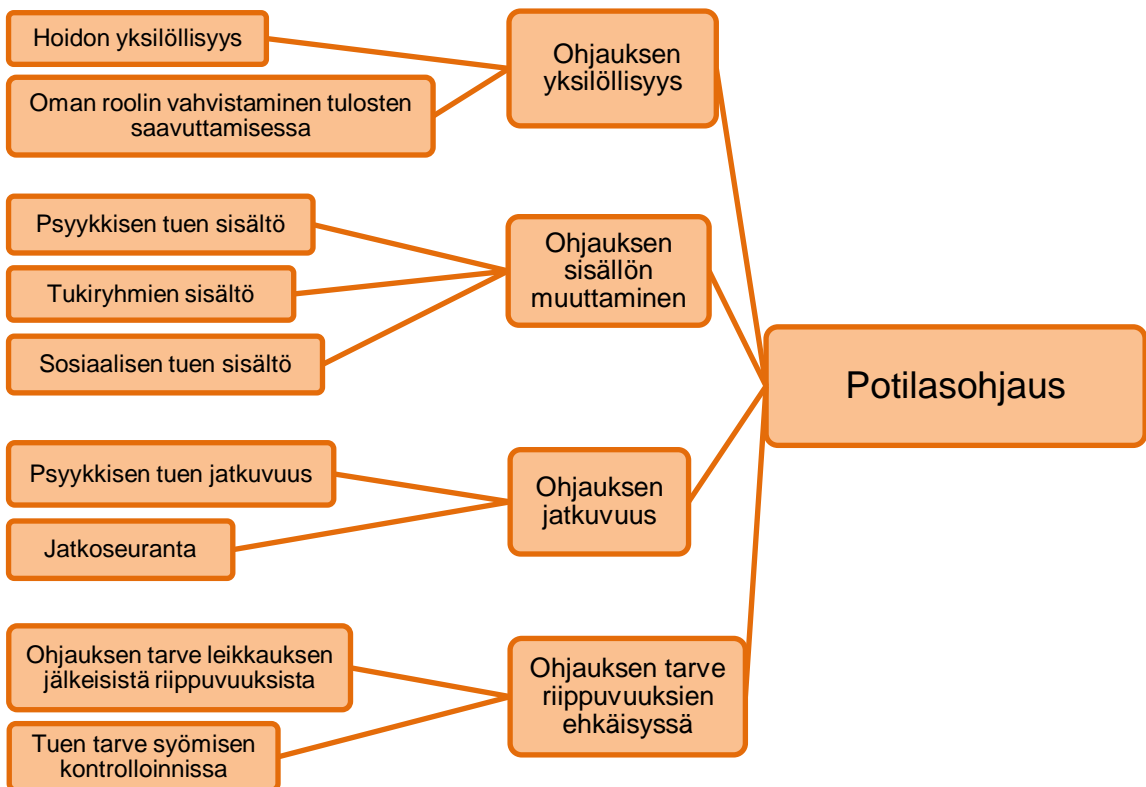 Hoidon yksilöllisyys
Oman roolin vahvistaminen tulosten
saavuttamisessa
Ohjauksen
yksilöllisyys
Psyykkisen tuen sisältö
Tukiryhmien sisältö
Sosiaalisen tuen sisältö
Ohjauksen
sisällön
muuttaminen
Potilasohjaus
Psyykkisen tuen jatkuvuus
Jatkoseuranta
Ohjauksen
jatkuvuus
Ohjauksen tarve leikkauksen
jälkeisistä riippuvuuksista
Tuen tarve syömisen
kontrolloinnissa
Ohjauksen tarve
riippuvuuksien
ehkäisyssä